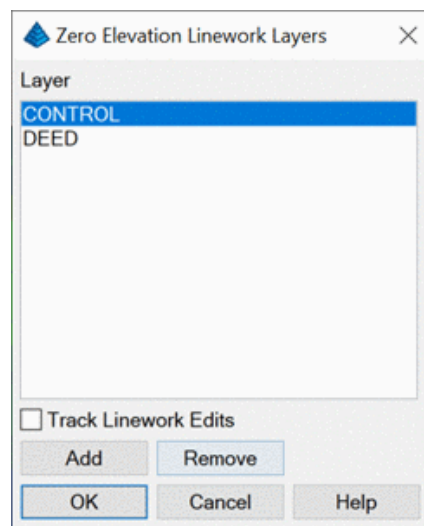 Zero Elevation Linework Layers
Layer
CONTROL
DEED
Track Linework Edits
Add Remove
OK Cancel Help